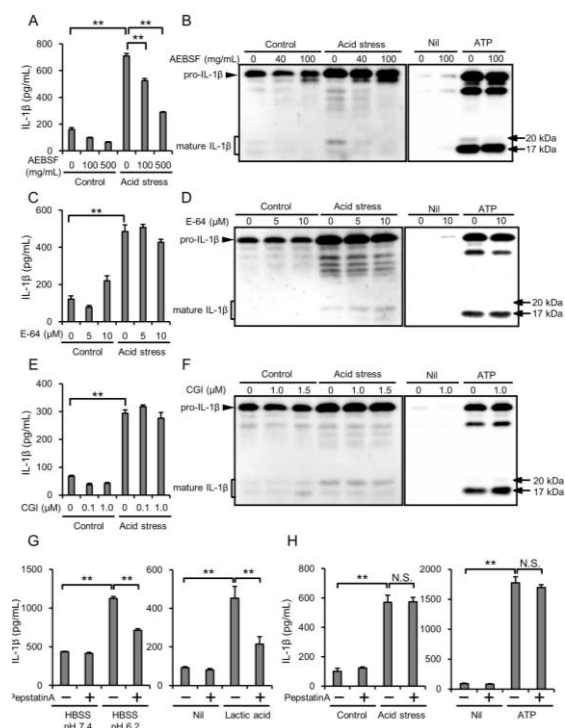 A
** **
**
IL-1β (pg/mL)
800
600
400
200
0
AEBSF (mg/mL)
0 100 500 0 100 500
Control Acid stress
B
Control Acid stress Nil ATP
AEBSF (mg/mL)
0 40 100 0 40 100 0 100 0 100
pro-IL-1β
mature IL-1β
20 kDa
17 kDa
C
**
IL-1β (pg/mL)
600
400
200
0
E-64 (μM) 0 5 10 0 5 10
Control Acid stress
D
Control Acid stress Nil ATP
E-64 (μM) 0 5 10 0 5 10 0 10 0 10
pro-IL-1β
mature IL-1β
20 kDa
17 kDa
E
**
IL-1β (pg/mL)
400
300
200
100
0
CGI (μM) 0 0.1 1.0 0 0.1 1.0
Control Acid stress
F
Control Acid stress Nil ATP
CGI (μM) 0 1.0 1.5 0 1.0 1.5 0 1.0 0 1.0
pro-IL-1β
mature IL-1β
20 kDa
17 kDa
G
** **
IL-1β (pg/mL)
1500
1000
500
0
PepstatinA − + − +
HBSS pH 7.4
HBSS pH 6.2
** **
600
400
200
0
− + − +
Nil Lactic acid
H
** N.S.
IL-1β (pg/mL)
800
600
400
200
0
PepstatinA − + − +
Control Acid stress
** N.S.
2000
1500
1000
500
0
− + − +
Nil ATP